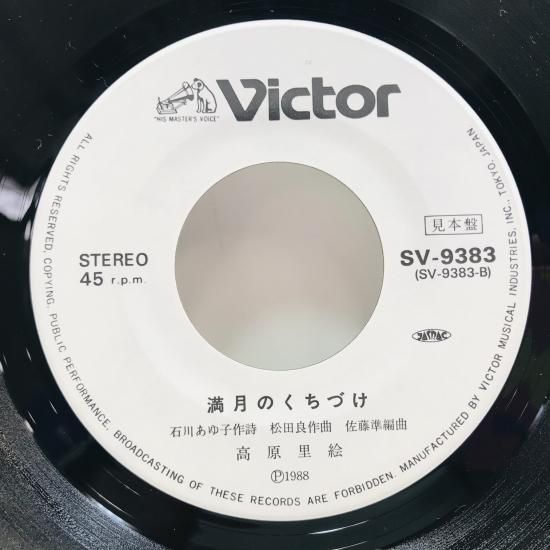 Victor
"HIS MASTER'S VOICE"
見本盤
STEREO
45 r.p.m.
SV-9383
(SV-9383-B)
JASRAC
満月のくちづけ
石川あゆ子作詩 松田良作曲 佐藤準編曲
高原里絵
Ⓟ1988
ALL RIGHTS RESERVED, COPYING, PUBLIC PERFORMANCE, BROADCASTING OF THESE RECORDS ARE FORBIDDEN. MANUFACTURED BY VICTOR MUSICAL INDUSTRIES, INC., TOKYO, JAPAN